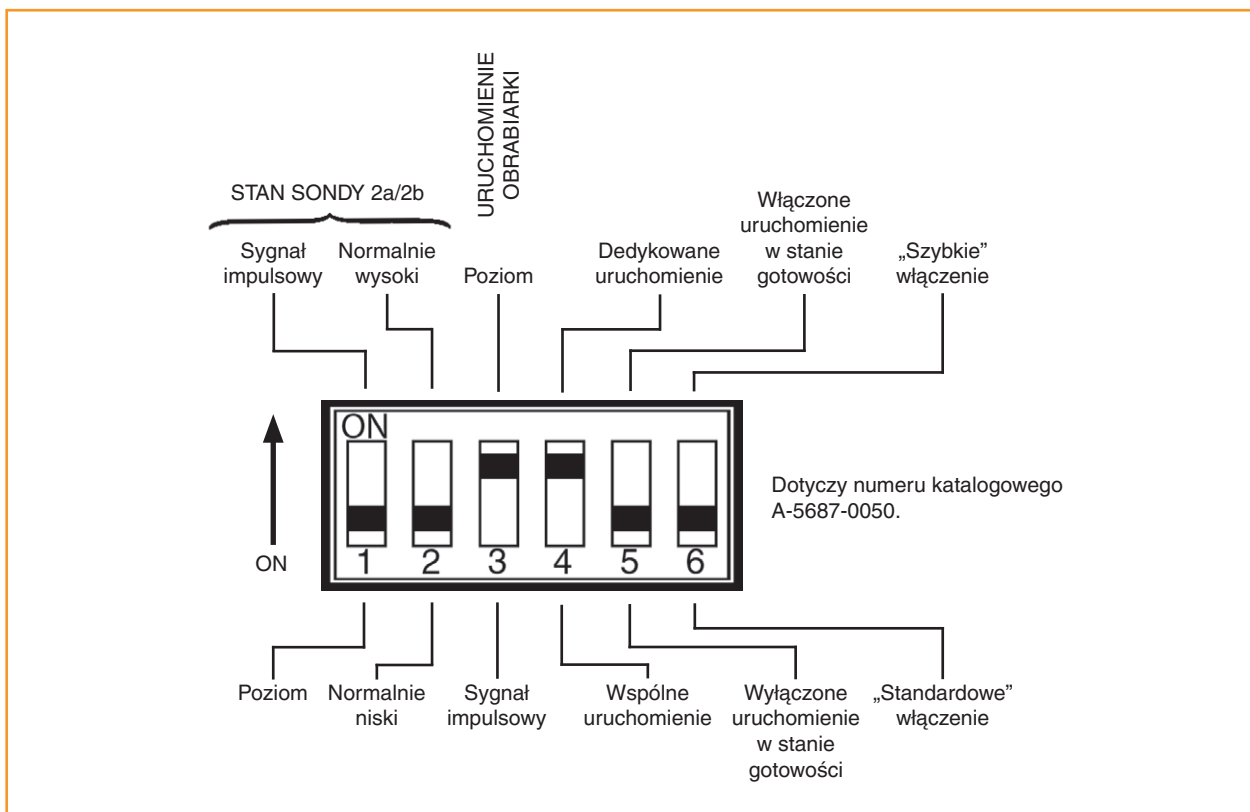 URUCHOMIENIE
OBRABIARKI
STAN SONDY 2a/2b
Sygnał
impulsowy
Normalnie
wysoki
Poziom
Dedykowane
uruchomienie
Włączone
uruchomienie
w stanie
gotowości
„Szybkie”
włączenie
ON
ON
1 2 3 4 5 6
Dotyczy numeru katalogowego
A-5687-0050.
Poziom
Normalnie
niski
Sygnał
impulsowy
Wspólne
uruchomienie
Wyłączone
uruchomienie
w stanie
gotowości
„Standardowe”
włączenie